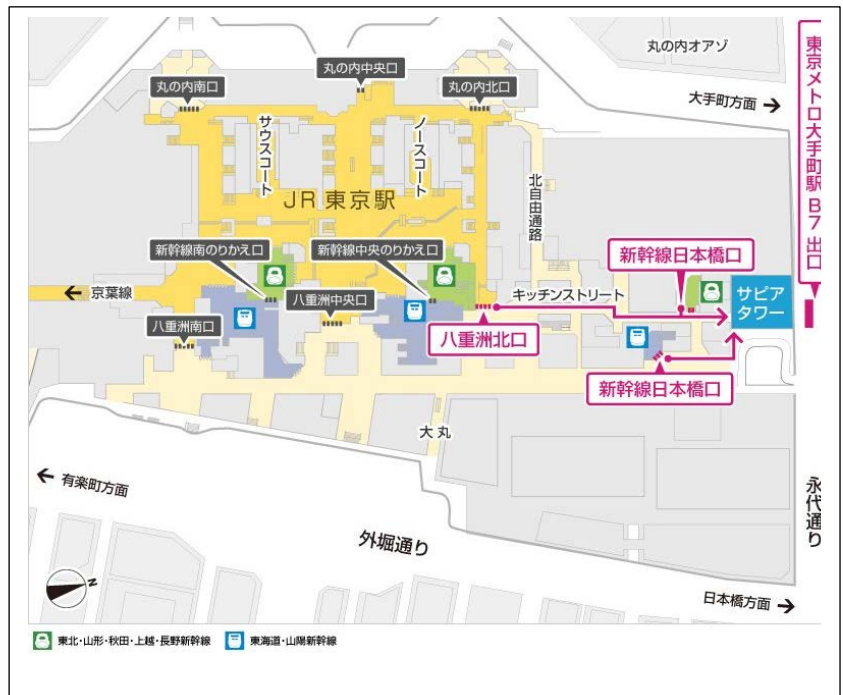 丸の内オアゾ
丸の内中央口
丸の内南口
丸の内北口
大手町方面
東京メトロ大手町駅 B7 出口
サウスコート
ノースコート
JR 東京駅
北自由通路
新幹線南のりかえ口
新幹線中央のりかえ口
新幹線日本橋口
京葉線
八重洲中央口
キッチンストリート
サピア
タワー
八重洲南口
八重洲北口
新幹線日本橋口
大丸
有楽町方面
永代通り
外堀通り
N
日本橋方面
東北・山形・秋田・上越・長野新幹線
東海道・山陽新幹線